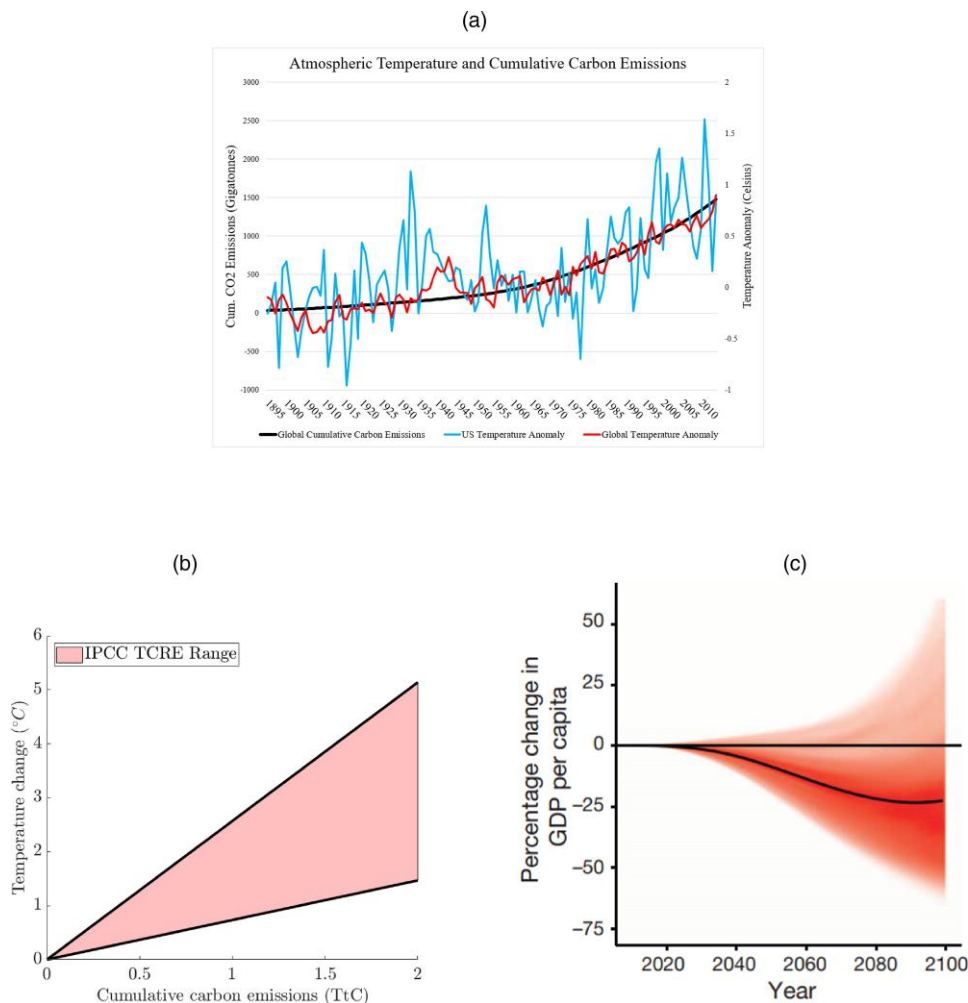 (a)
Atmospheric Temperature and Cumulative Carbon Emissions
Cum. CO2 Emissions (Gigatonnes)
3000
2500
2000
1500
1000
500
0
-500
-1000
2
1.5
1
0.5
0
-0.5
-1
Temperature Anomaly (Celsius)
1895 1900 1905 1910 1915 1920 1925 1930 1935 1940 1945 1950 1955 1960 1965 1970 1975 1980 1985 1990 1995 2000 2005 2010
Global Cumulative Carbon Emissions US Temperature Anomaly Global Temperature Anomaly
(b)
IPCC TCRE Range
Temperature change (°C)
6
5
4
3
2
1
0
0 0.5 1 1.5 2
Cumulative carbon emissions (TtC)
(c)
Percentage change in
GDP per capita
50
25
0
−25
−50
−75
2020 2040 2060 2080 2100
Year